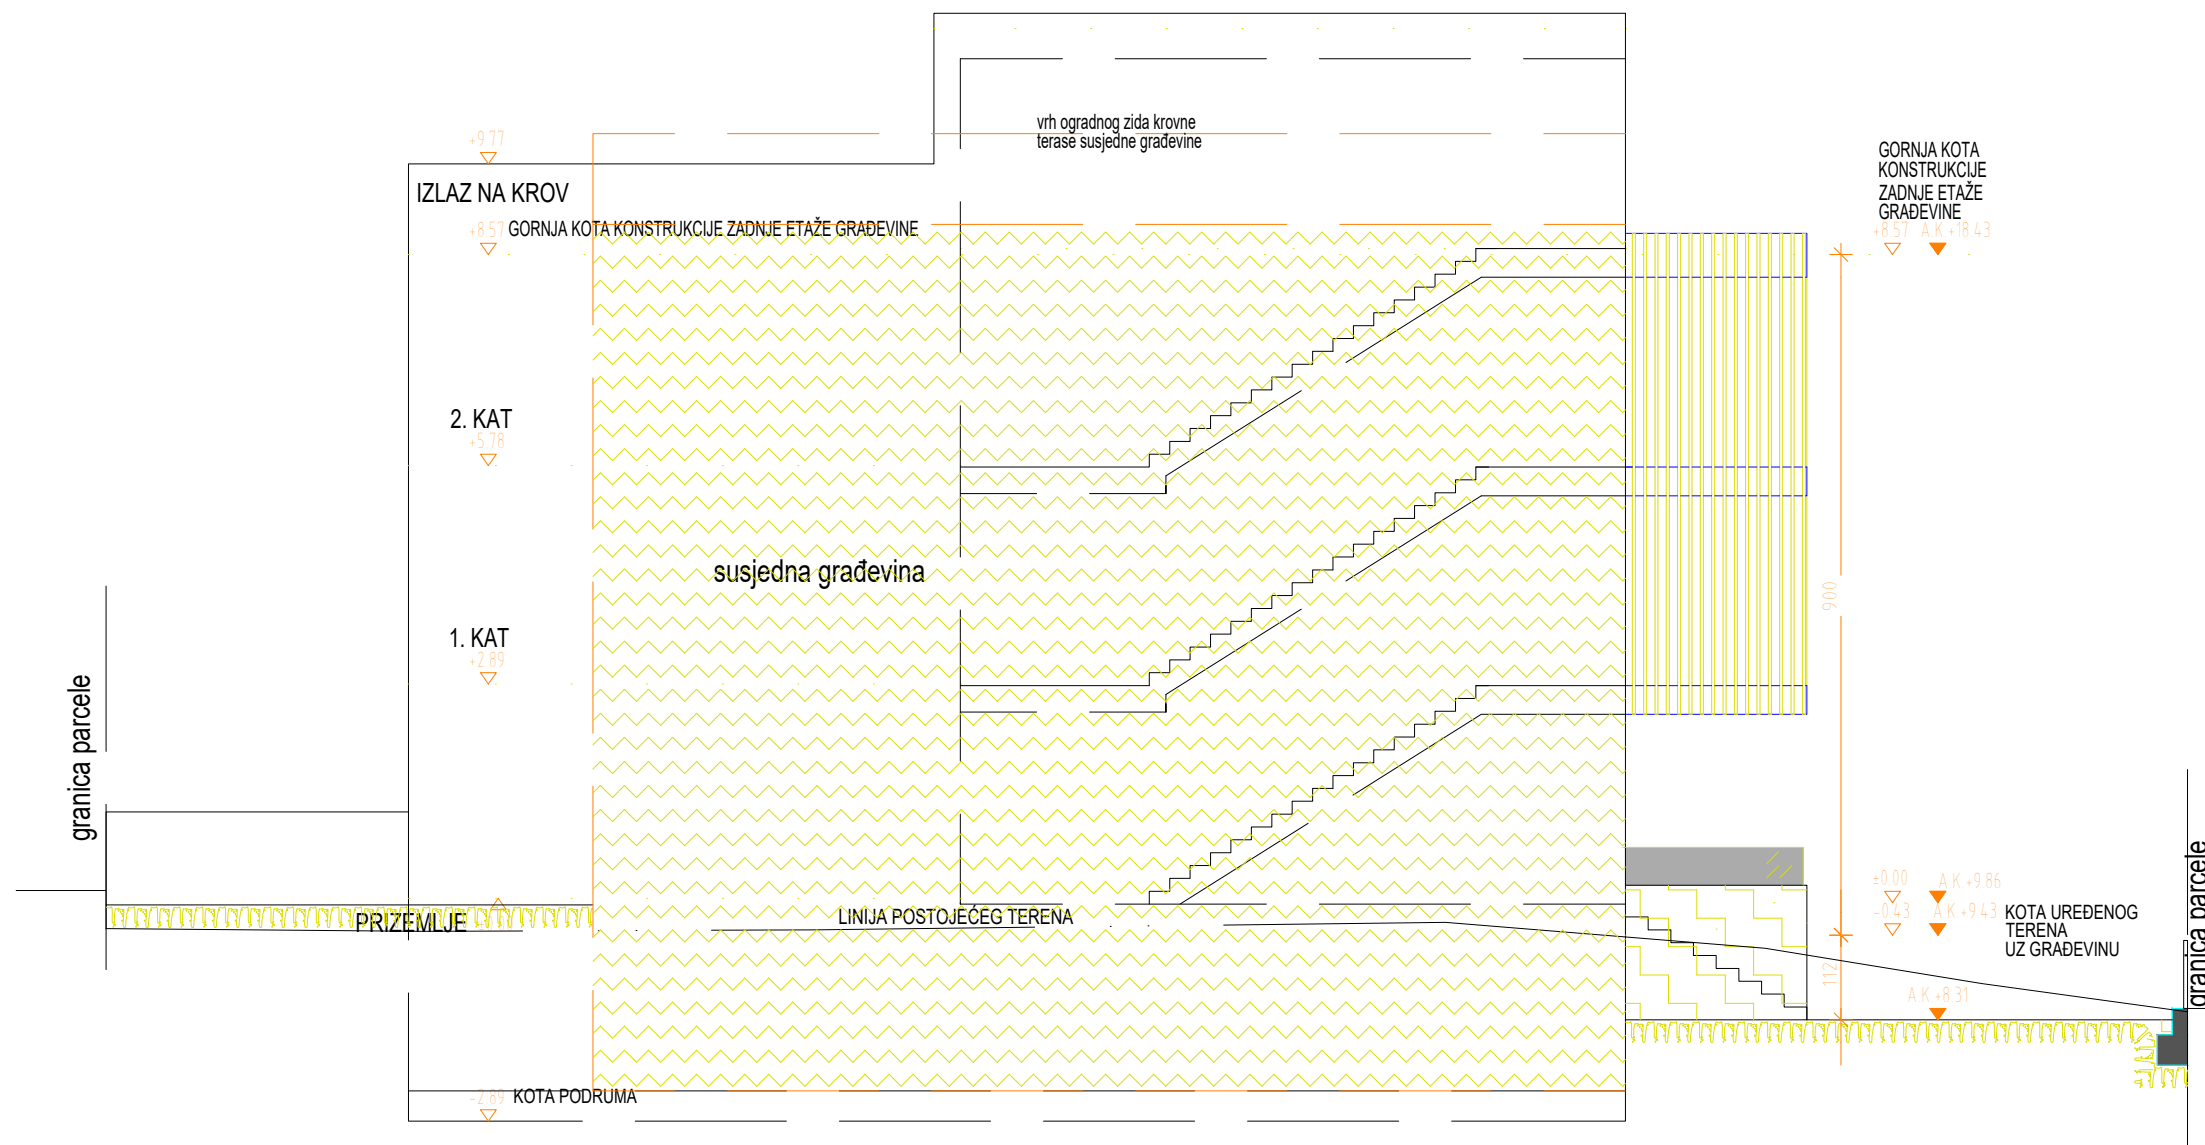 vrh ogradnog zida krovne
terase susjedne građevine
+9.77
IZLAZ NA KROV
+8.57 GORNJA KOTA KONSTRUKCIJE ZADNJE ETAŽE GRAĐEVINE
GORNJA KOTA
KONSTRUKCIJE
ZADNJE ETAŽE
GRAĐEVINE
+8.57 A.K.+18.43
2. KAT
+5.78
susjedna građevina
900
1. KAT
+2.89
granica parcele
PRIZEMLJE
LINIJA POSTOJEĆEG TERENA
±0.00 A.K.+9.86
-0.43 A.K.+9.43
KOTA UREĐENOG
TERENA
UZ GRAĐEVINU
112
A.K.+8.31
granica parcele
-2.89 KOTA PODRUMA